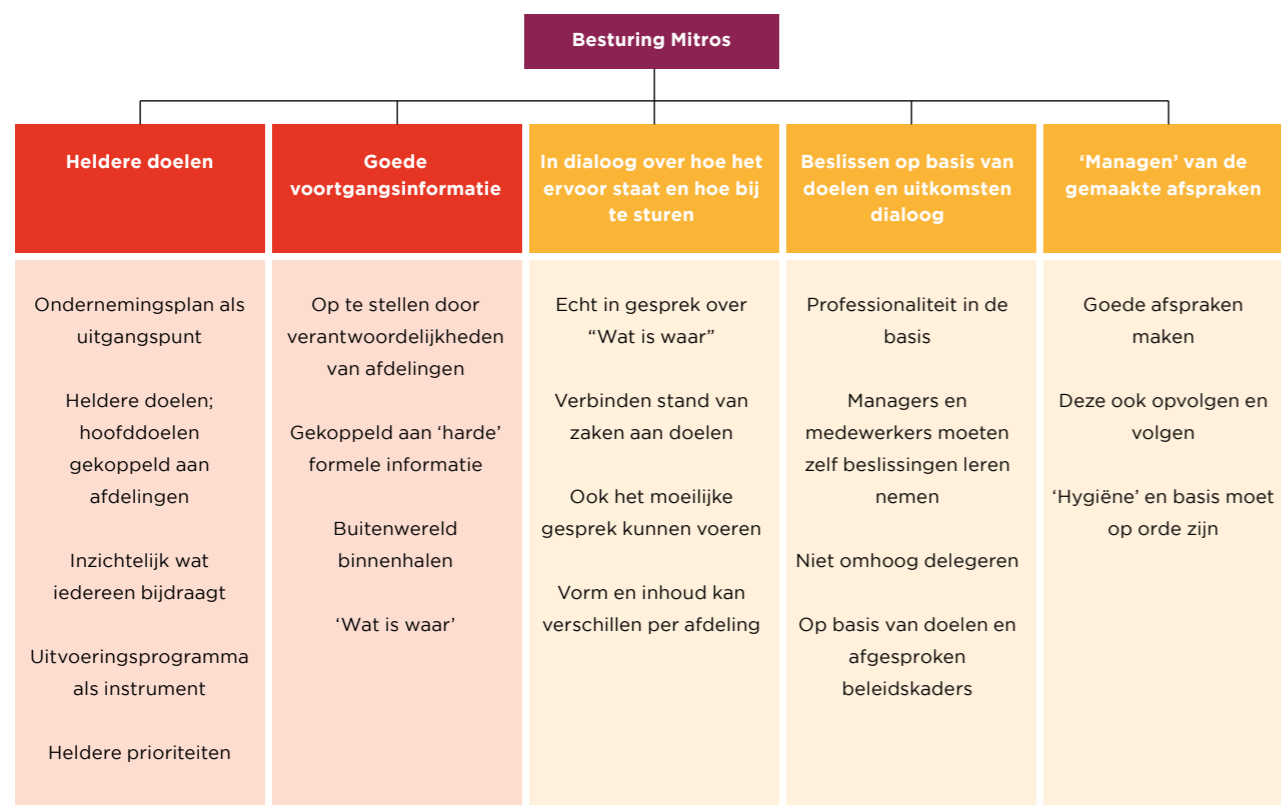 Besturing Mitros
Heldere doelen
Goede
voortgangsinformatie
In dialoog over hoe het
ervoor staat en hoe bij
te sturen
Beslissen op basis van
doelen en uitkomsten
dialoog
‘Managen’ van de
gemaakte afspraken
Ondernemingsplan als
uitgangspunt
Heldere doelen;
hoofddoelen
gekoppeld aan
afdelingen
Inzichtelijk wat
iedereen bijdraagt
Uitvoeringsprogramma
als instrument
Heldere prioriteiten
Op te stellen door
verantwoordelijkheden
van afdelingen
Gekoppeld aan ‘harde’
formele informatie
Buitenwereld
binnenhalen
‘Wat is waar’
Echt in gesprek over
“Wat is waar”
Verbinden stand van
zaken aan doelen
Ook het moeilijke
gesprek kunnen voeren
Vorm en inhoud kan
verschillen per afdeling
Professionaliteit in de
basis
Managers en
medewerkers moeten
zelf beslissingen leren
nemen
Niet omhoog delegeren
Op basis van doelen en
afgesproken
beleidskaders
Goede afspraken
maken
Deze ook opvolgen en
volgen
‘Hygiëne’ en basis moet
op orde zijn